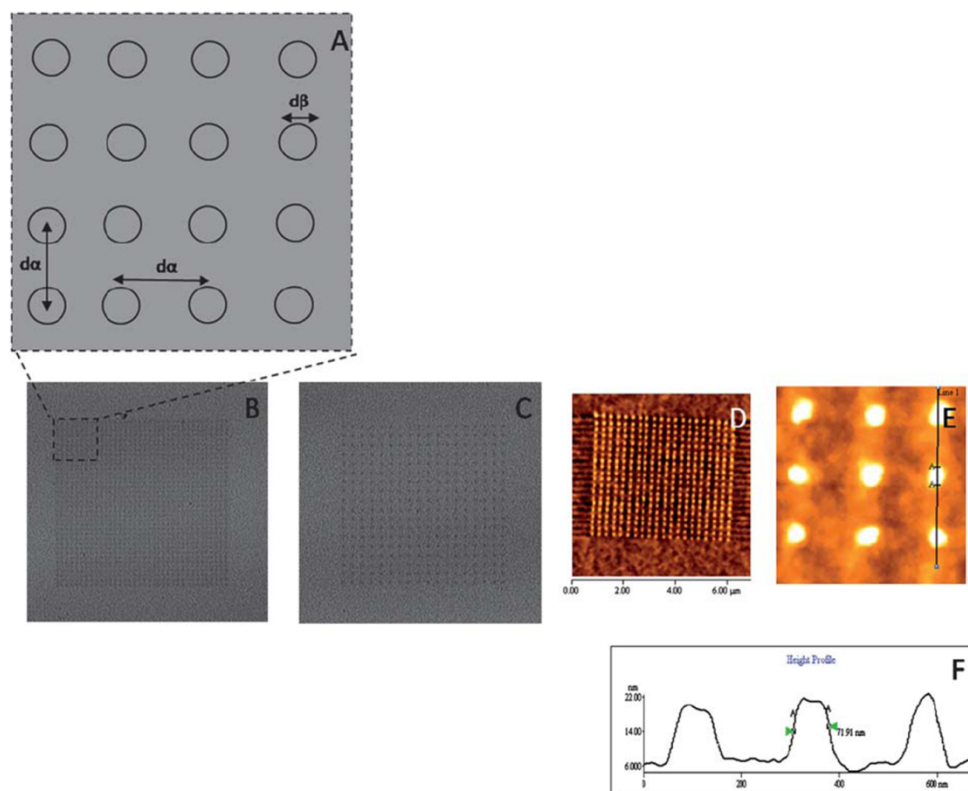 A
dβ
dα
dα
B
C
D
E
Line 1
0.00 2.00 4.00 6.00 µm
F
Height Profile
nm
22.00
14.00
71.91 nm
6.000
0 200 400 600 nm